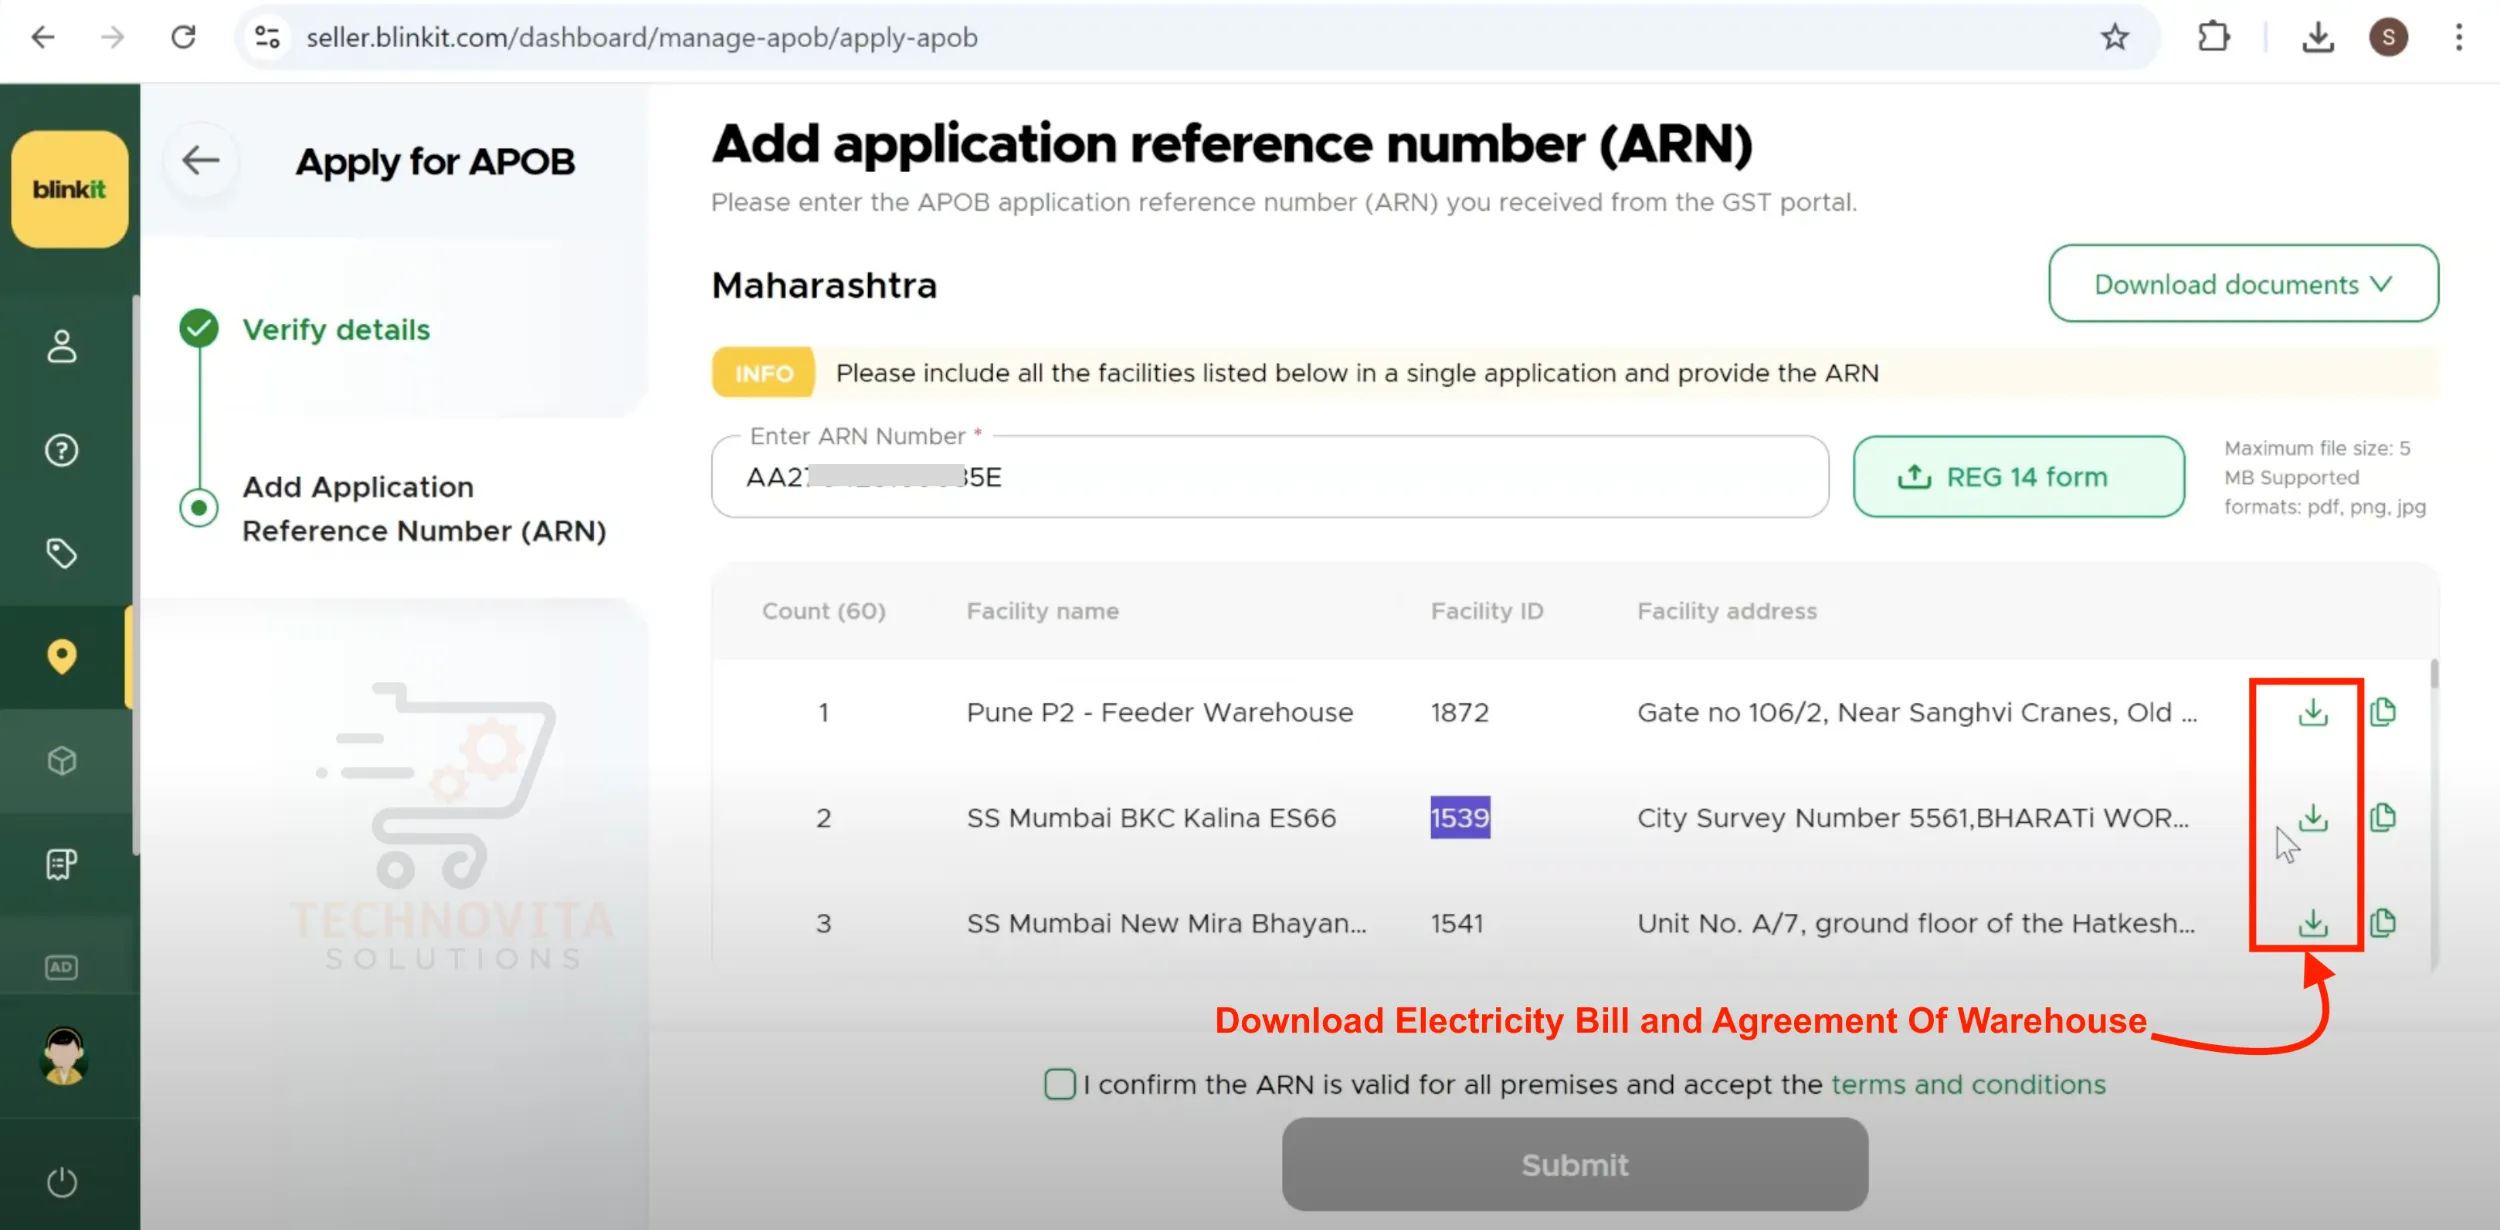 seller.blinkit.com/dashboard/manage-apob/apply-apob
S
blinkit
Apply for APOB
Verify details
Add Application
Reference Number (ARN)
AD
TECHNOVITA
SOLUTIONS
Add application reference number (ARN)
Please enter the APOB application reference number (ARN) you received from the GST portal.
Maharashtra
Download documents
INFO Please include all the facilities listed below in a single application and provide the ARN
Enter ARN Number *
REG 14 form
Maximum file size: 5
MB Supported
formats: pdf, png, jpg
Count (60) Facility name Facility ID Facility address
1 Pune P2 - Feeder Warehouse 1872 Gate no 106/2, Near Sanghvi Cranes, Old ...
2 SS Mumbai BKC Kalina ES66 1539 City Survey Number 5561,BHARATi WOR...
3 SS Mumbai New Mira Bhayan... 1541 Unit No. A/7, ground floor of the Hatkesh...
Download Electricity Bill and Agreement Of Warehouse
I confirm the ARN is valid for all premises and accept the terms and conditions
Submit